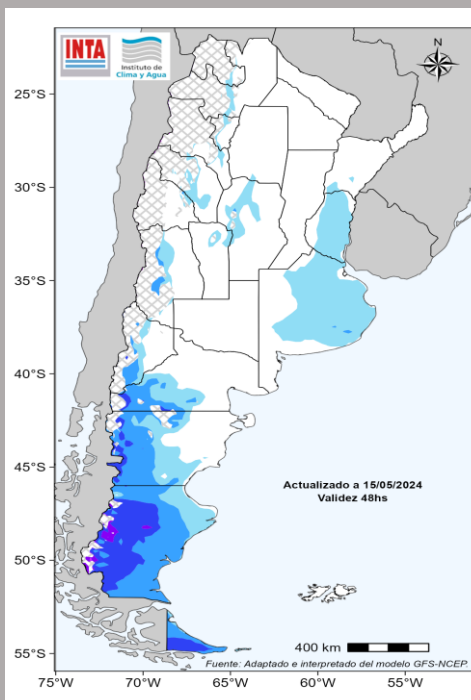 INTA
Instituto de
Clima y Agua
N
25°S
30°S
35°S
40°S
45°S
50°S
55°S
Actualizado a 15/05/2024
Validez 48hs
400 km
Fuente: Adaptado e interpretado del modelo GFS-NCEP.
75°W
70°W
65°W
60°W
55°W